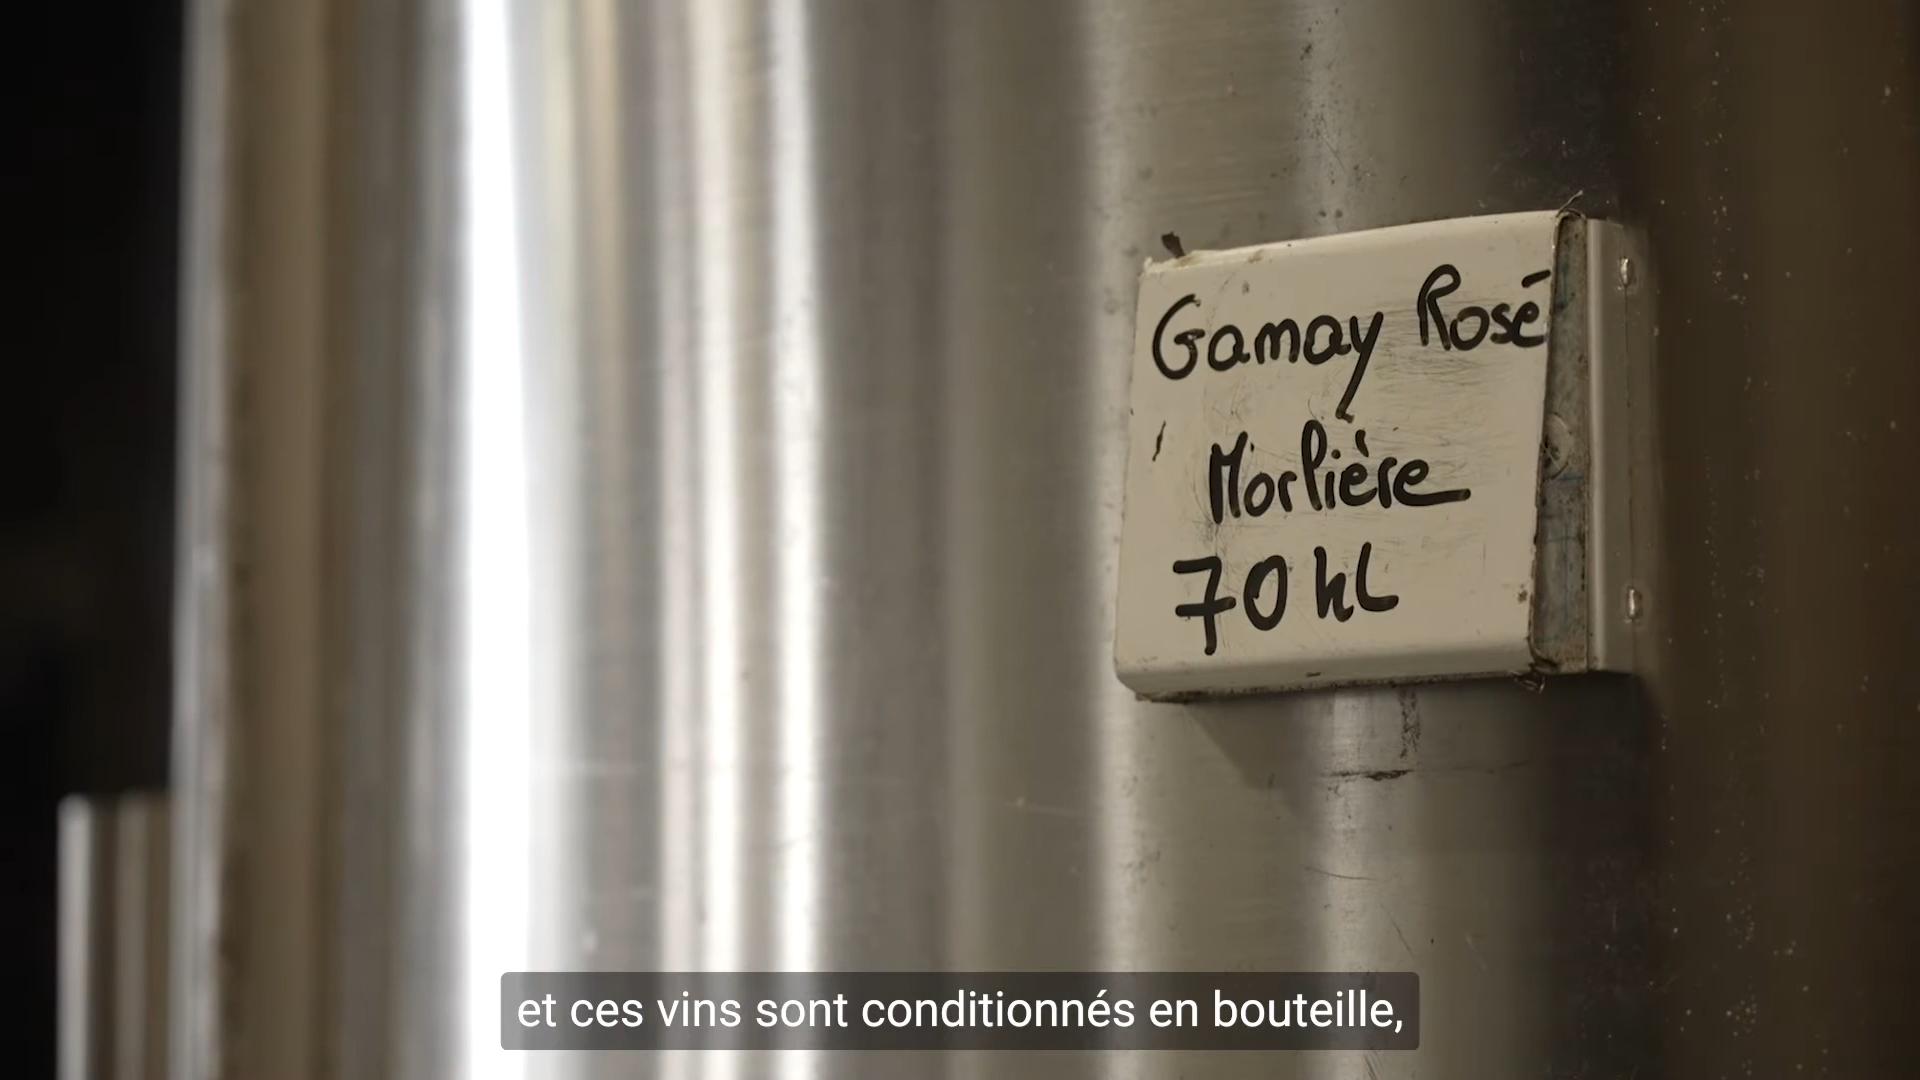 Gamay Rosé
Morlière
70 hL
et ces vins sont conditionnés en bouteille,